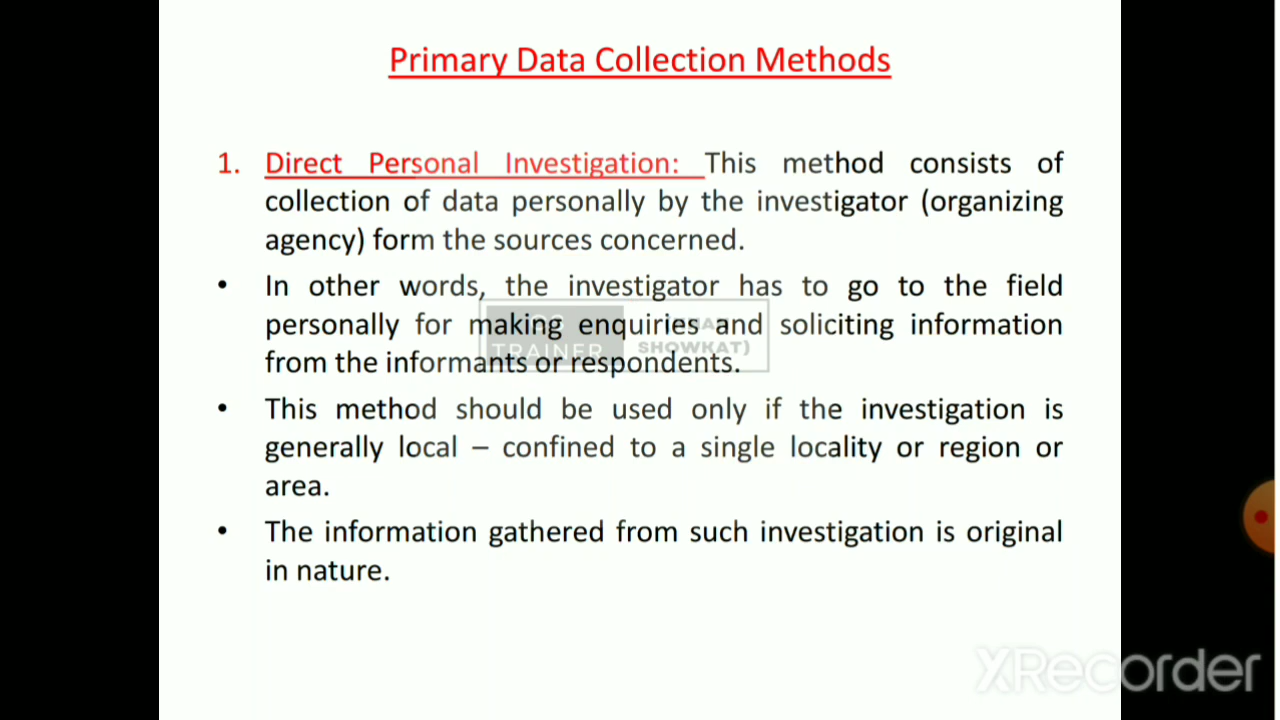 Primary Data Collection Methods
1. Direct Personal Investigation: This method consists of
collection of data personally by the investigator (organizing
agency) form the sources concerned.
• In other words, the investigator has to go to the field
personally for making enquiries and soliciting information
from the informants or respondents.
TRAINER
SHOWKAT)
• This method should be used only if the investigation is
generally local – confined to a single locality or region or
area.
• The information gathered from such investigation is original
in nature.
XRecorder